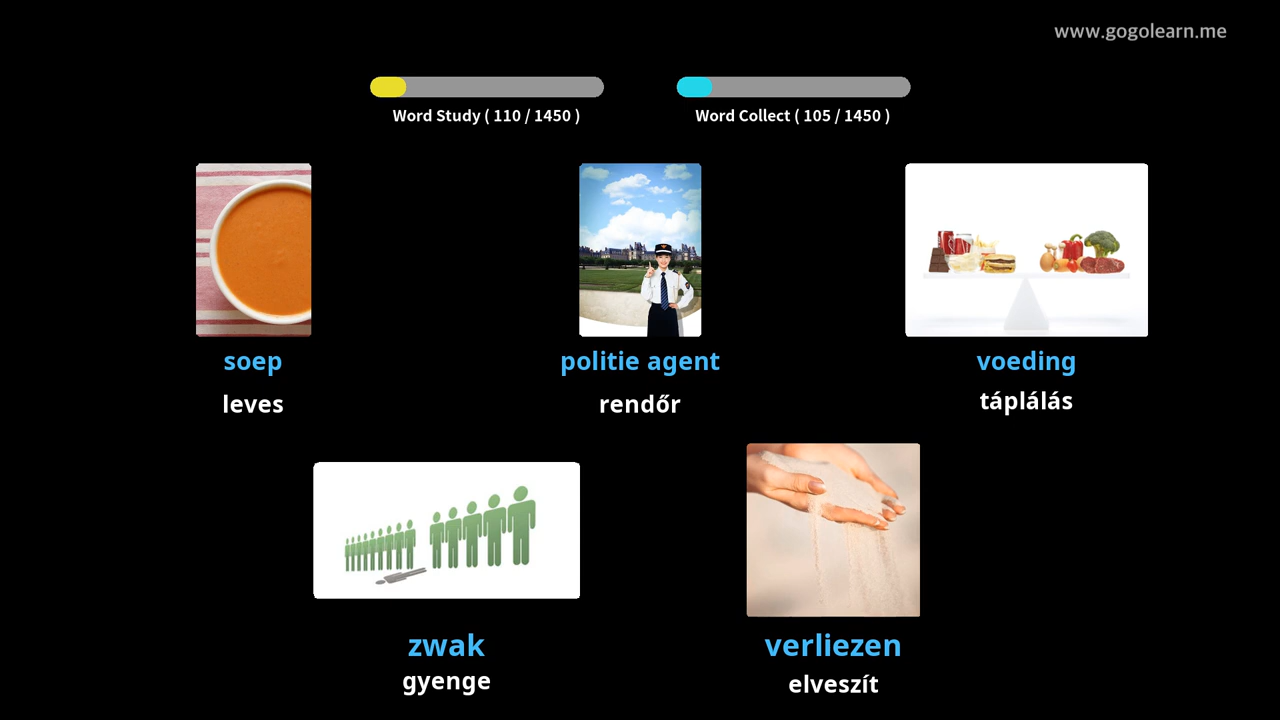 www.gogolearn.me
Word Study ( 110 / 1450 )
Word Collect ( 105 / 1450 )
soep
leves
politie agent
rendőr
voeding
táplálás
zwak
gyenge
verliezen
elveszít